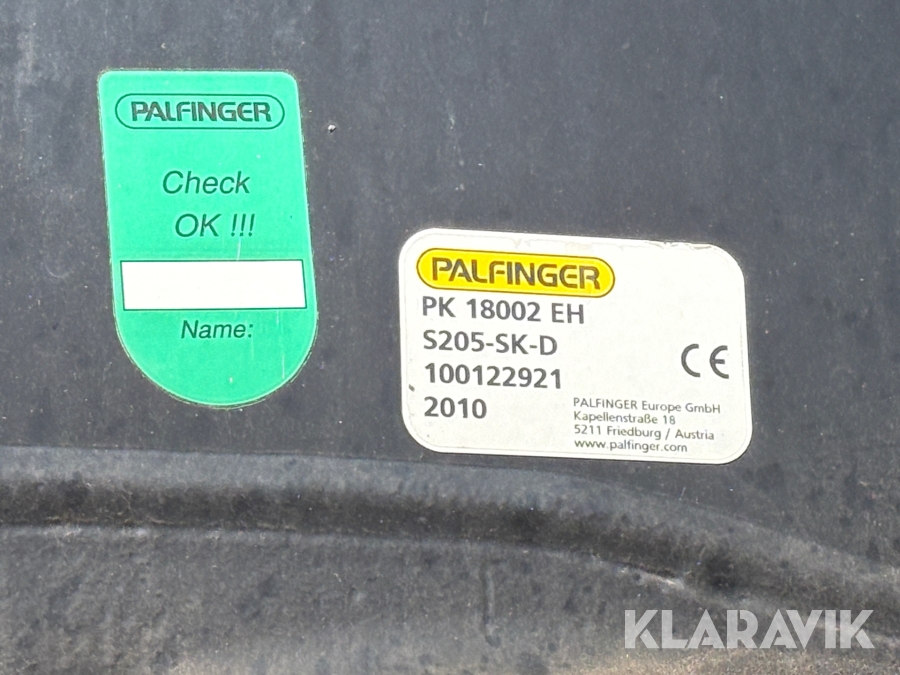 PALFINGER
Check
OK !!!
Name:
PALFINGER
PK 18002 EH
S205-SK-D
100122921
2010
CE
PALFINGER Europe GmbH
Kapellenstraße 18
5211 Friedburg / Austria
www.palfinger.com
KLARAVIK